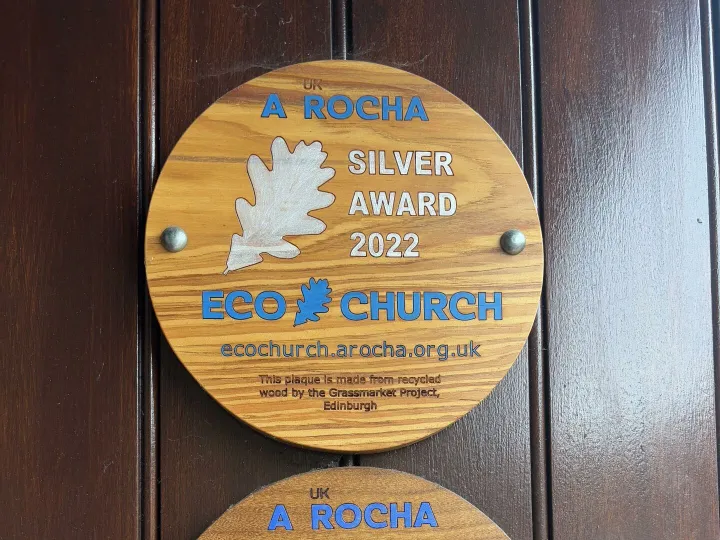 UK
A ROCHA
SILVER
AWARD
2022
ECO CHURCH
ecochurch.arocha.org.uk
This plaque is made from recycled
wood by the Grassmarket Project,
Edinburgh
UK
A ROCHA